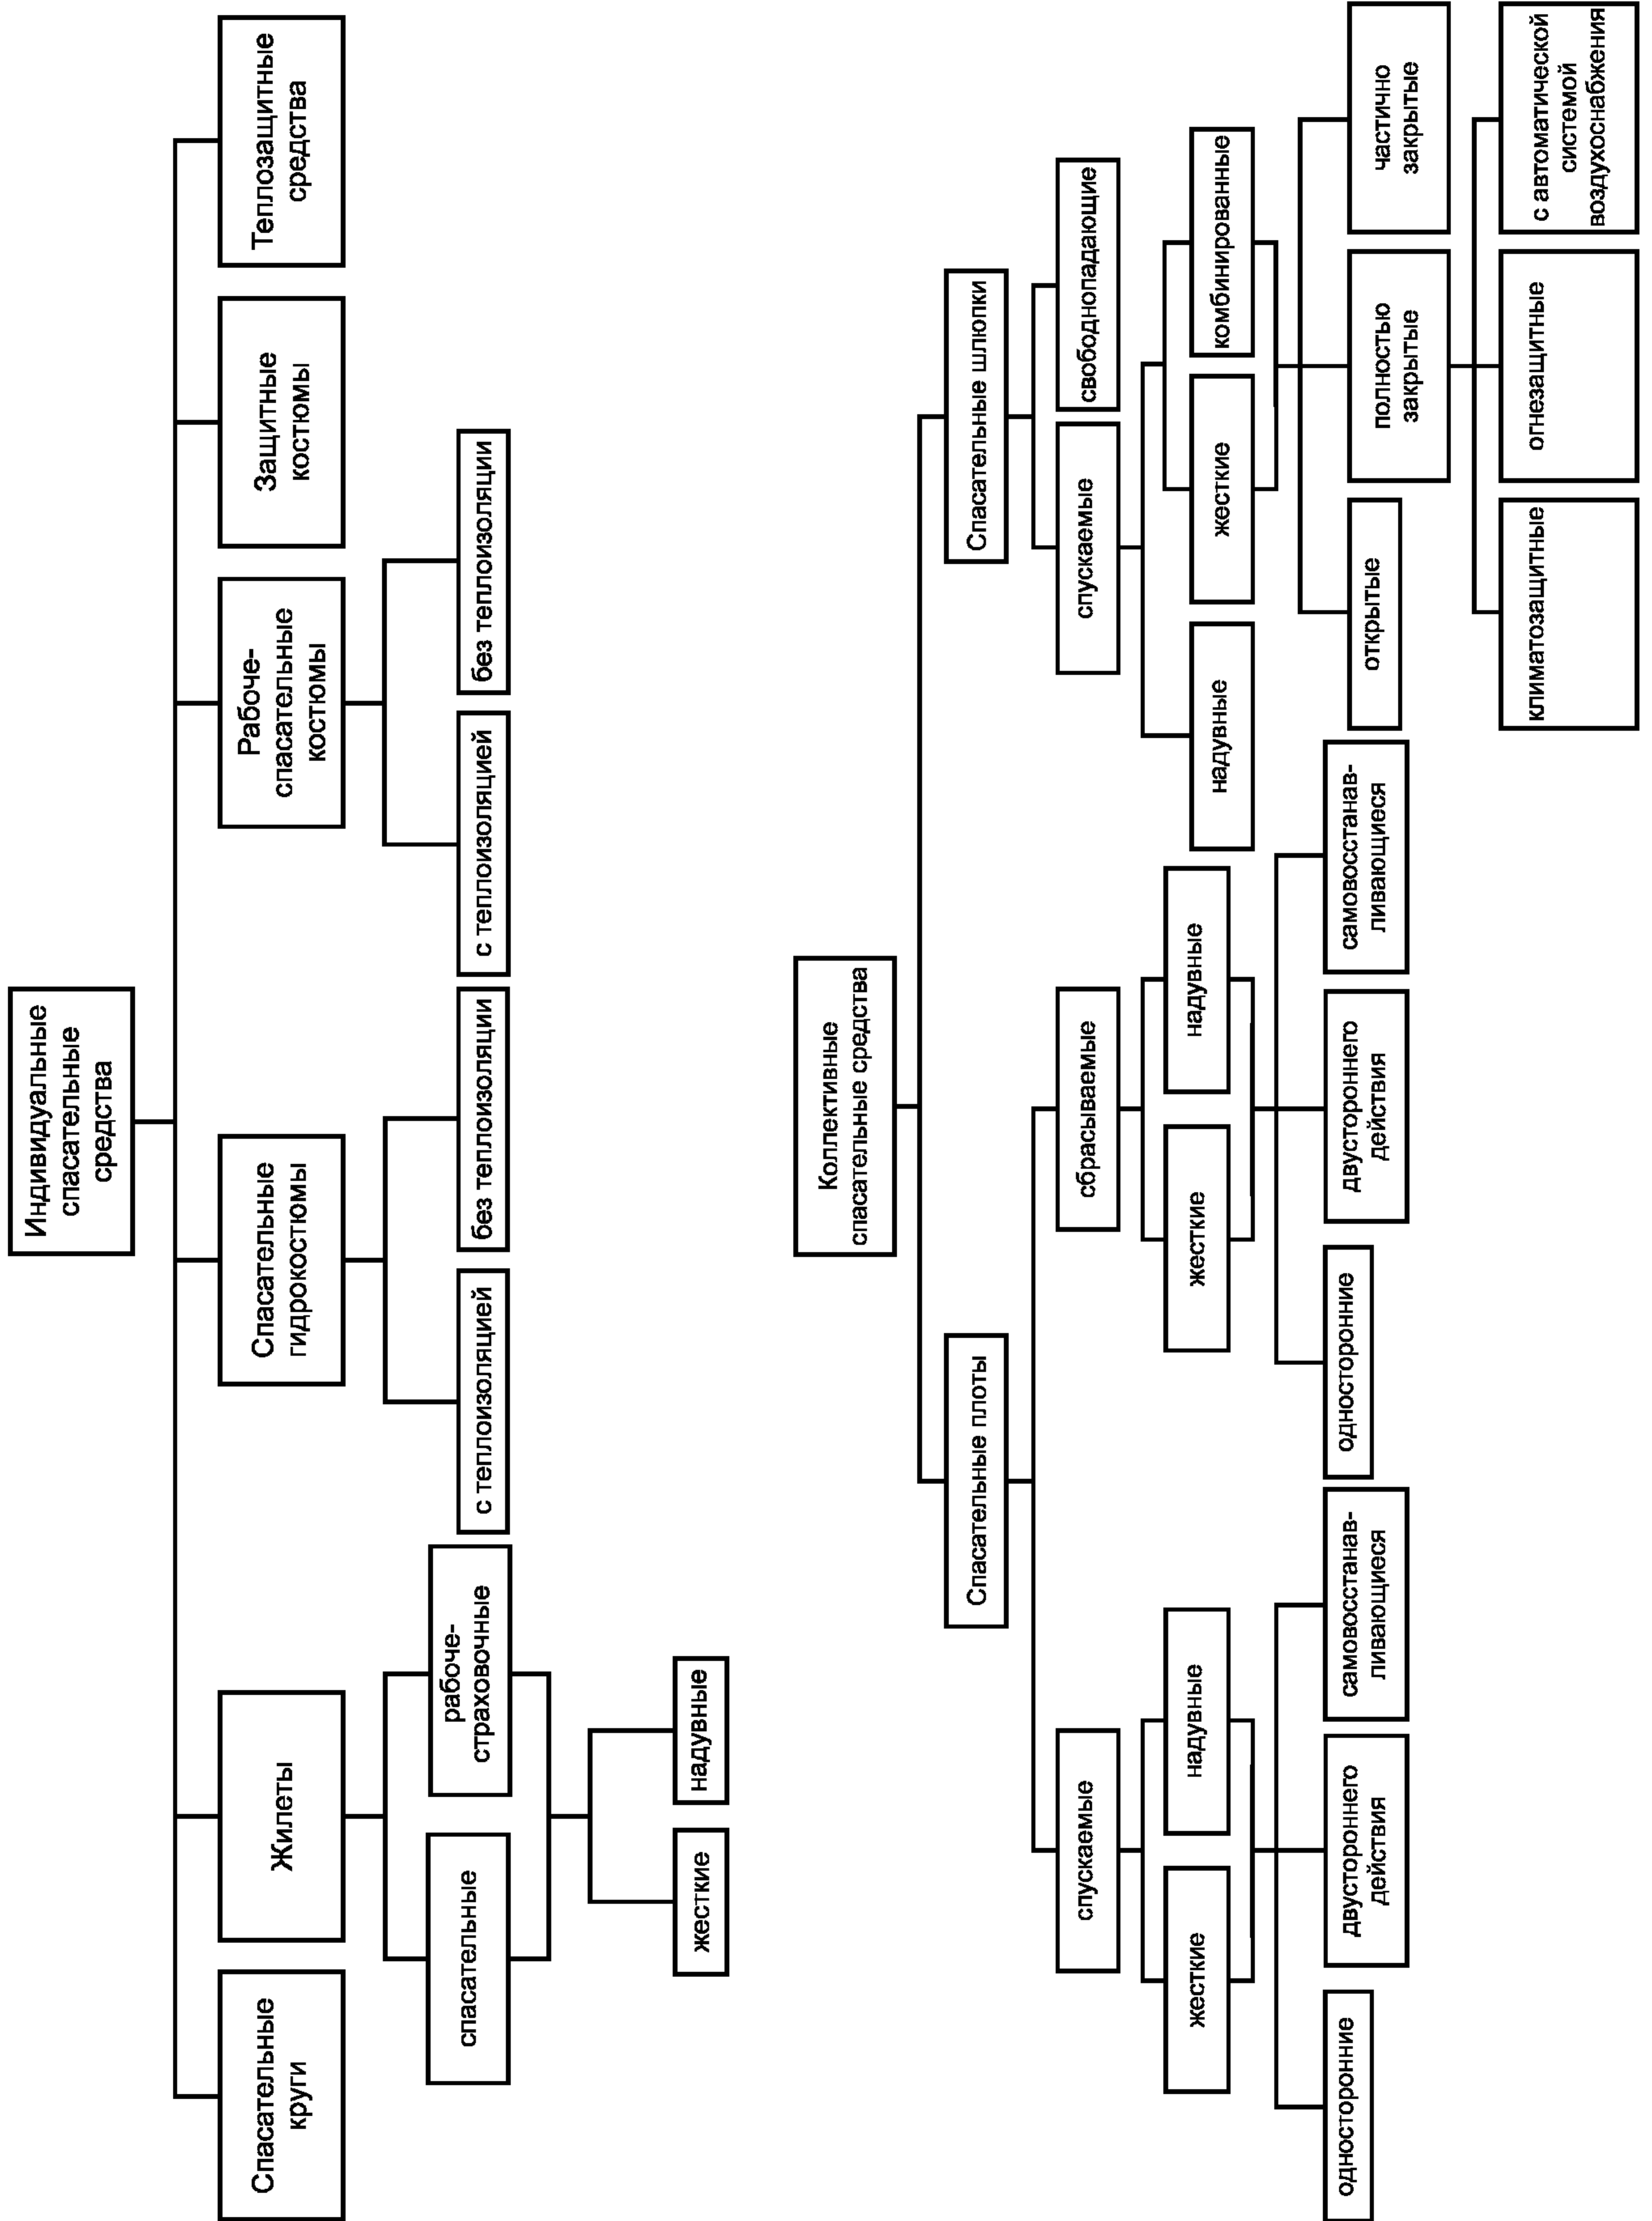 Индивидуальные
спасательные
средства
Спасательные
круги
Жилеты
Спасательные
гидрокостюмы
Рабоче-
спасательные
костюмы
Защитные
костюмы
Теплозащитные
средства
спасательные
рабоче-
страховочные
с теплоизоляцией
без теплоизоляции
с теплоизоляцией
без теплоизоляции
жесткие
надувные
Коллективные
спасательные средства
Спасательные плоты
Спасательные шлюпки
спускаемые
сбрасываемые
спускаемые
свободнопадающие
жесткие
надувные
жесткие
надувные
надувные
жесткие
комбинированные
односторонние
двустороннего
действия
самовосстанав-
ливающиеся
односторонние
двустороннего
действия
самовосстанав-
ливающиеся
открытые
полностью
закрытые
частично
закрытые
климатозащитные
огнезащитные
с автоматической
системой
воздухоснабжения